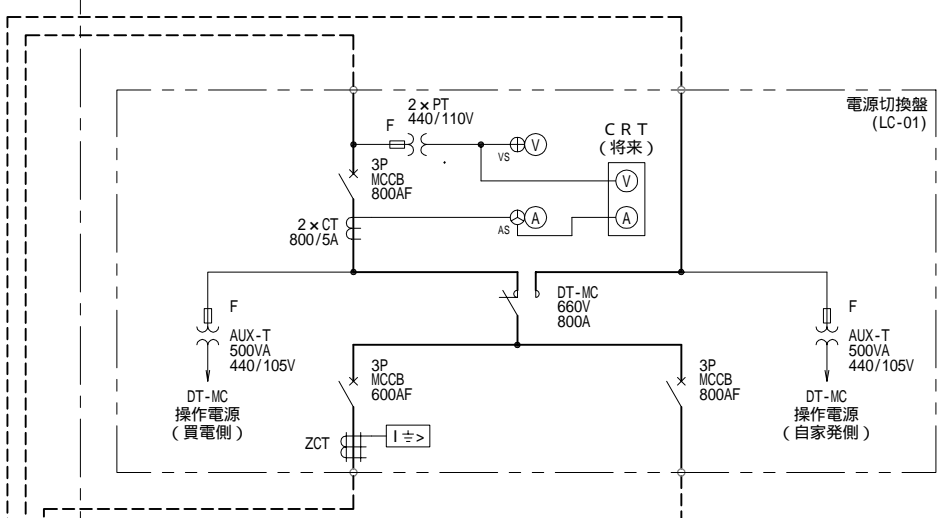 電源切換盤
(LC-01)
2×PT
440/110V
F
VS
V
CRT
(将来)
V
A
3P
MCCB
800AF
2×CT
800/5A
AS
A
F
AUX-T
500VA
440/105V
DT-MC
操作電源
(買電側)
DT-MC
660V
800A
F
AUX-T
500VA
440/105V
DT-MC
操作電源
(自家発側)
3P
MCCB
600AF
3P
MCCB
800AF
ZCT
I⏚>